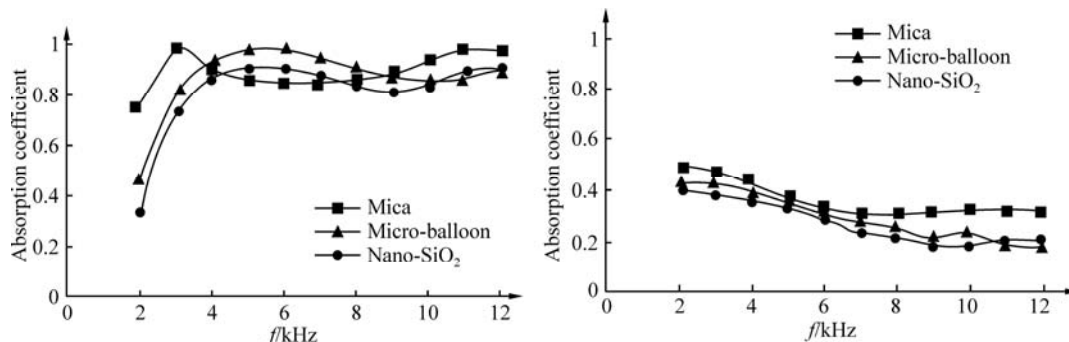 1
0.8
0.6
0.4
0.2
0
Absorption coefficient
Mica
Micro-balloon
Nano-SiO₂
0 2 4 6 8 10 12
f/kHz
1
0.8
0.6
0.4
0.2
0
Absorption coefficient
Mica
Micro-balloon
Nano-SiO₂
0 2 4 6 8 10 12
f/kHz